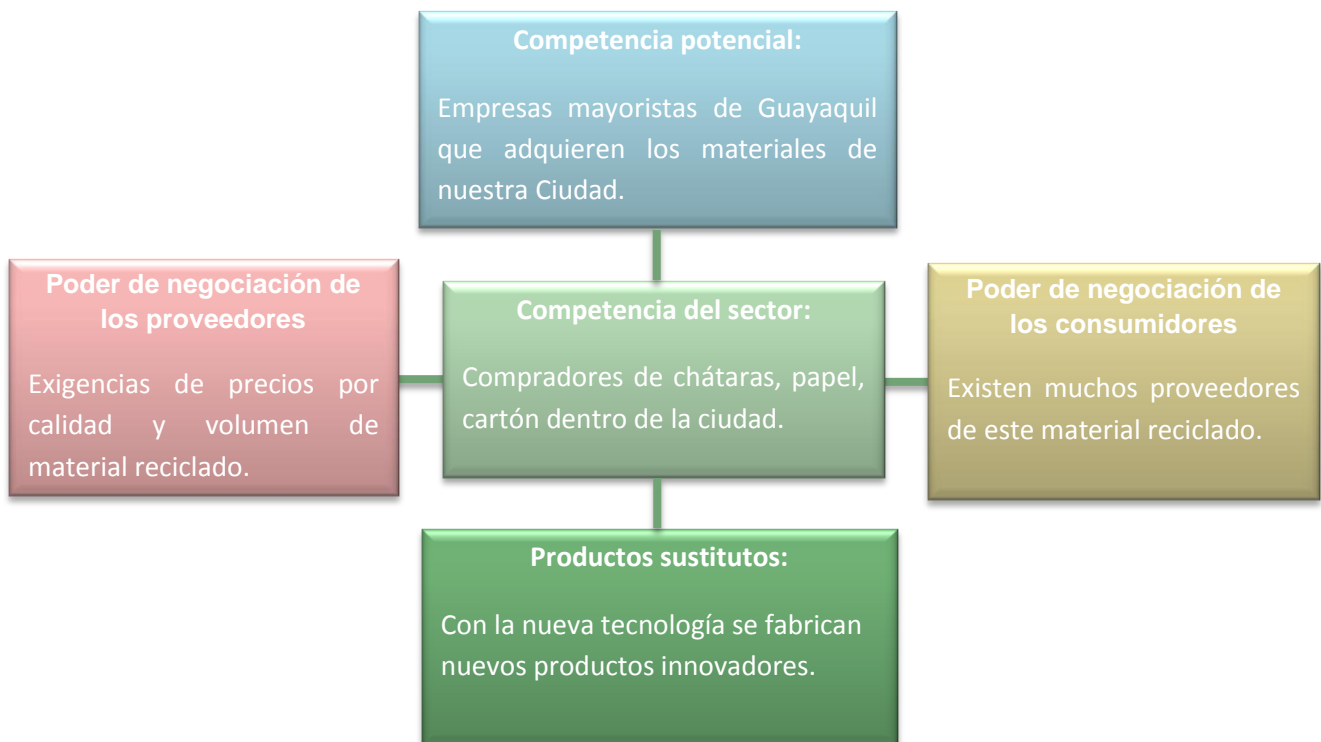 Competencia potencial:
Empresas mayoristas de Guayaquil
que adquieren los materiales de
nuestra Ciudad.
Poder de negociación de
los proveedores
Exigencias de precios por
calidad y volumen de
material reciclado.
Competencia del sector:
Compradores de chátaras, papel,
cartón dentro de la ciudad.
Poder de negociación de
los consumidores
Existen muchos proveedores
de este material reciclado.
Productos sustitutos:
Con la nueva tecnología se fabrican
nuevos productos innovadores.